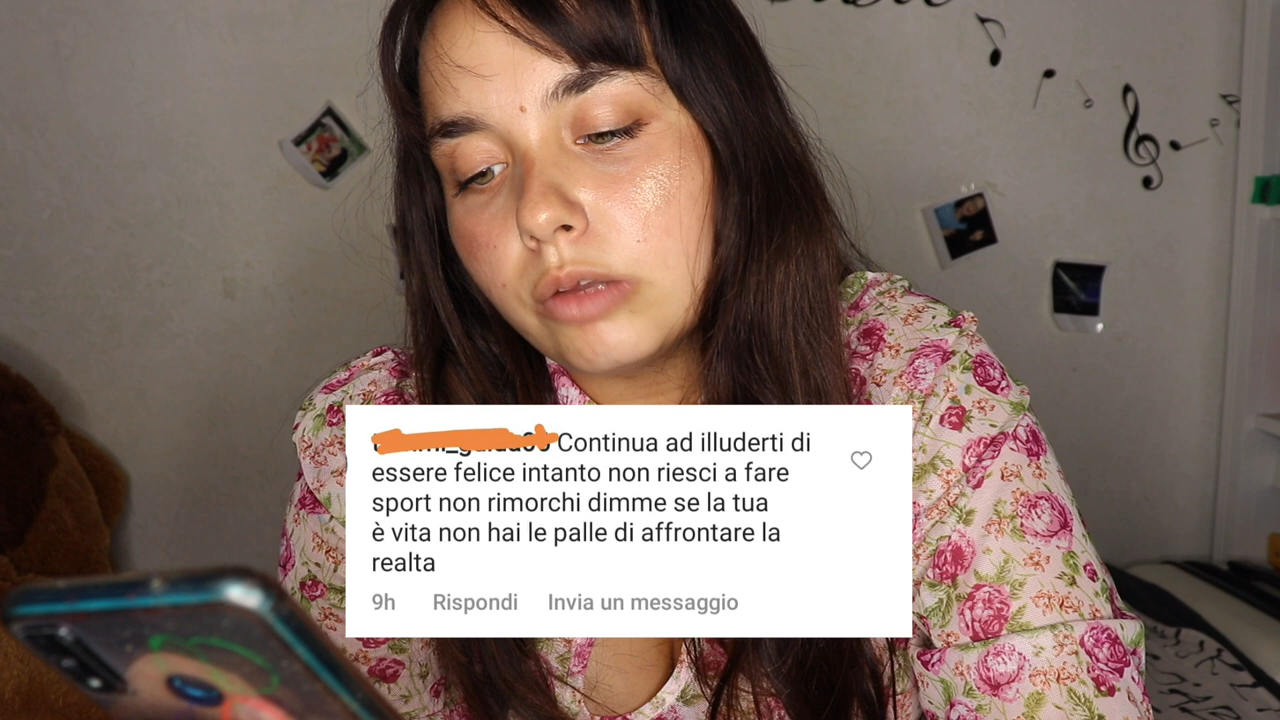 Continua ad illuderti di
essere felice intanto non riesci a fare
sport non rimorchi dimme se la tua
è vita non hai le palle di affrontare la
realta
9h Rispondi Invia un messaggio